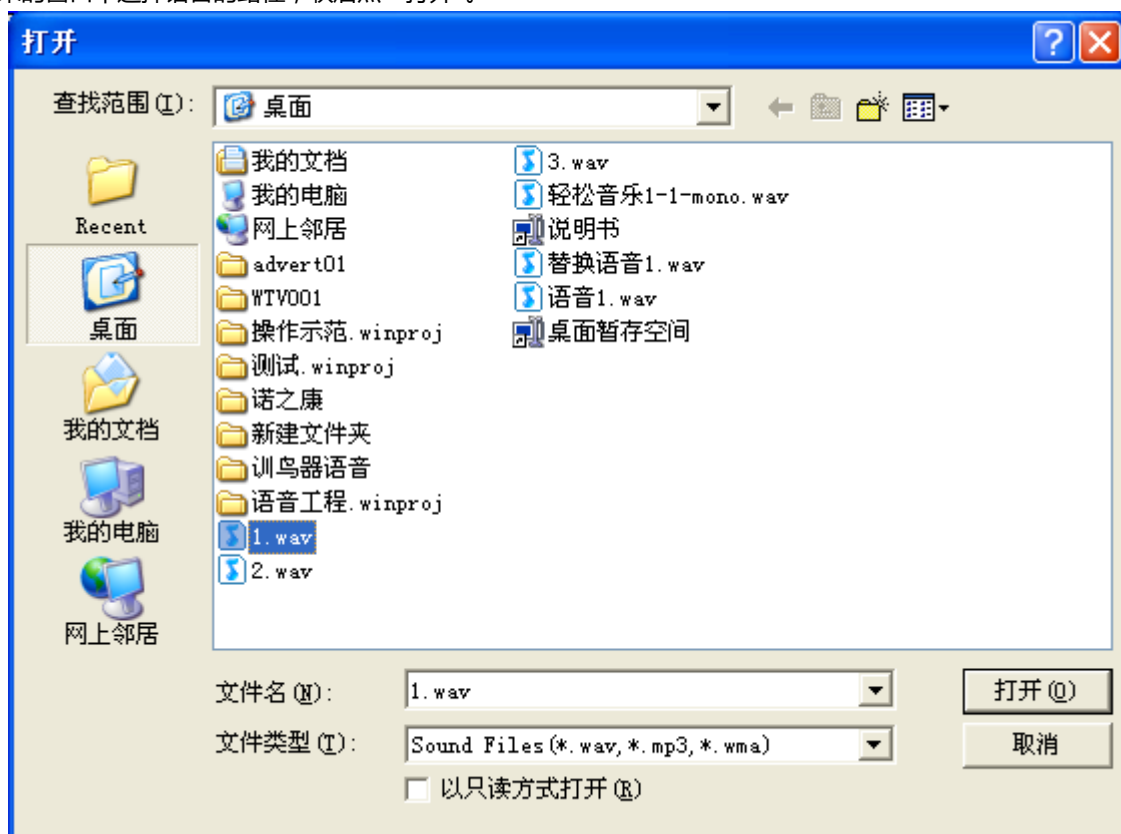 打开
查找范围(I):
桌面
Recent
桌面
我的文档
我的电脑
网上邻居
我的文档
我的电脑
网上邻居
advert01
WTV001
操作示范.winproj
测试.winproj
诺之康
新建文件夹
训鸟器语音
语音工程.winproj
1.wav
2.wav
3.wav
轻松音乐1-1-mono.wav
说明书
替换语音1.wav
语音1.wav
桌面暂存空间
文件名(N):
1.wav
打开(O)
文件类型(T):
Sound Files(*.wav,*.mp3,*.wma)
取消
以只读方式打开(R)